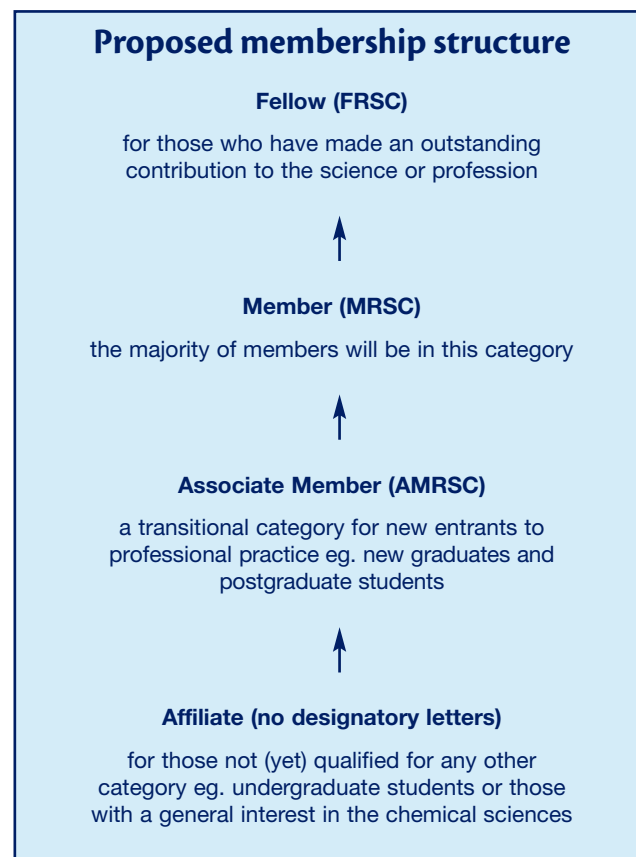 Proposed membership structure
Fellow (FRSC)
for those who have made an outstanding
contribution to the science or profession
Member (MRSC)
the majority of members will be in this category
Associate Member (AMRSC)
a transitional category for new entrants to
professional practice eg. new graduates and
postgraduate students
Affiliate (no designatory letters)
for those not (yet) qualified for any other
category eg. undergraduate students or those
with a general interest in the chemical sciences